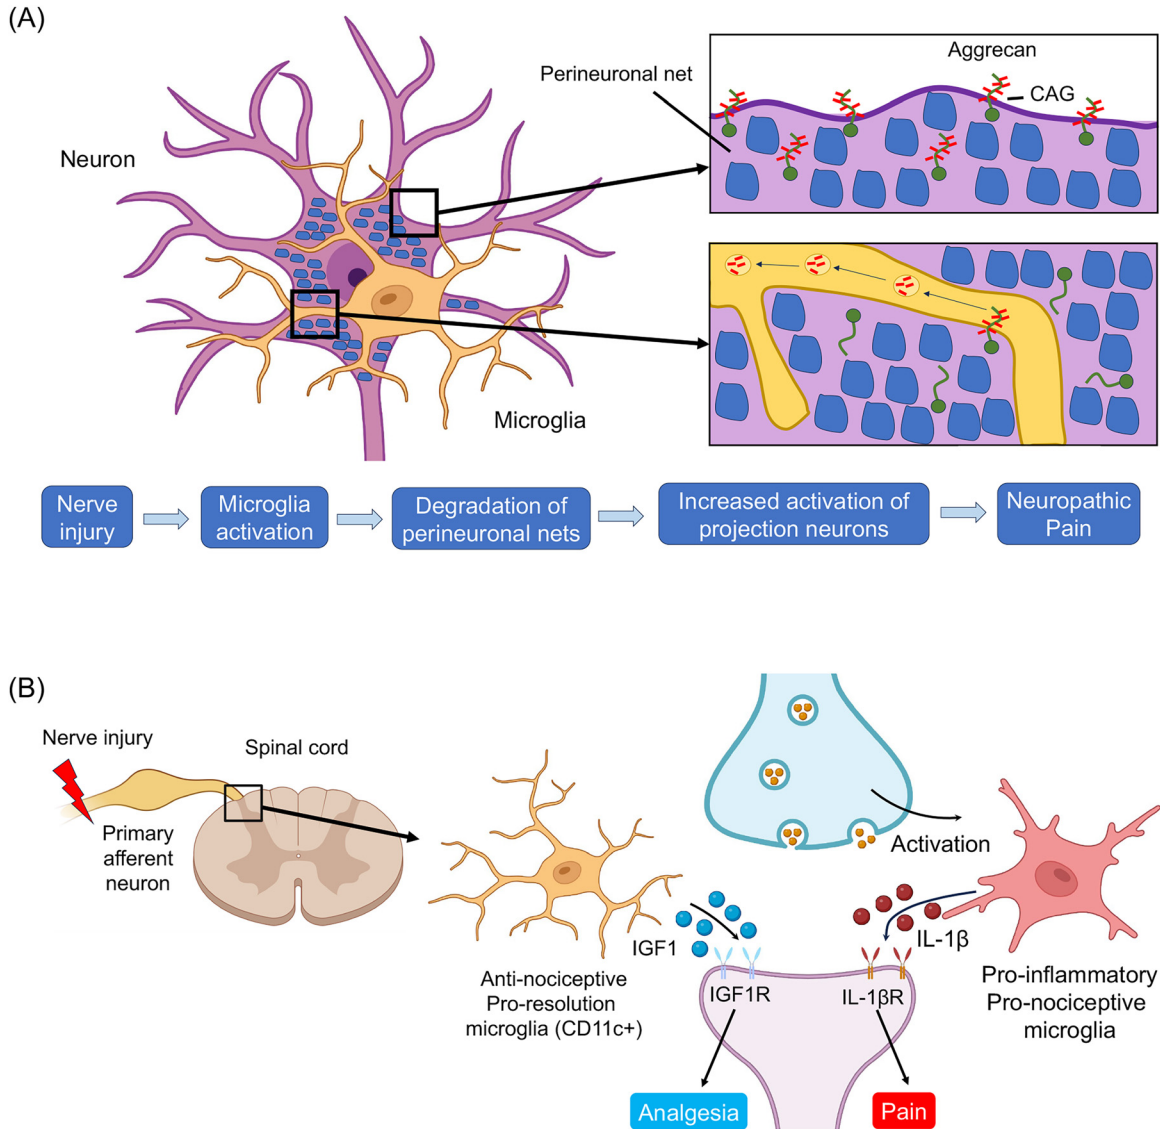 (A)
Neuron
Microglia
Perineuronal net
Aggrecan
CAG
Nerve
injury
Microglia
activation
Degradation of
perineuronal nets
Increased activation of
projection neurons
Neuropathic
Pain
(B)
Nerve injury
Spinal cord
Primary
afferent
neuron
Anti-nociceptive
Pro-resolution
microglia (CD11c+)
IGF1
IGF1R
Analgesia
Activation
IL-1β
IL-1βR
Pain
Pro-inflammatory
Pro-nociceptive
microglia